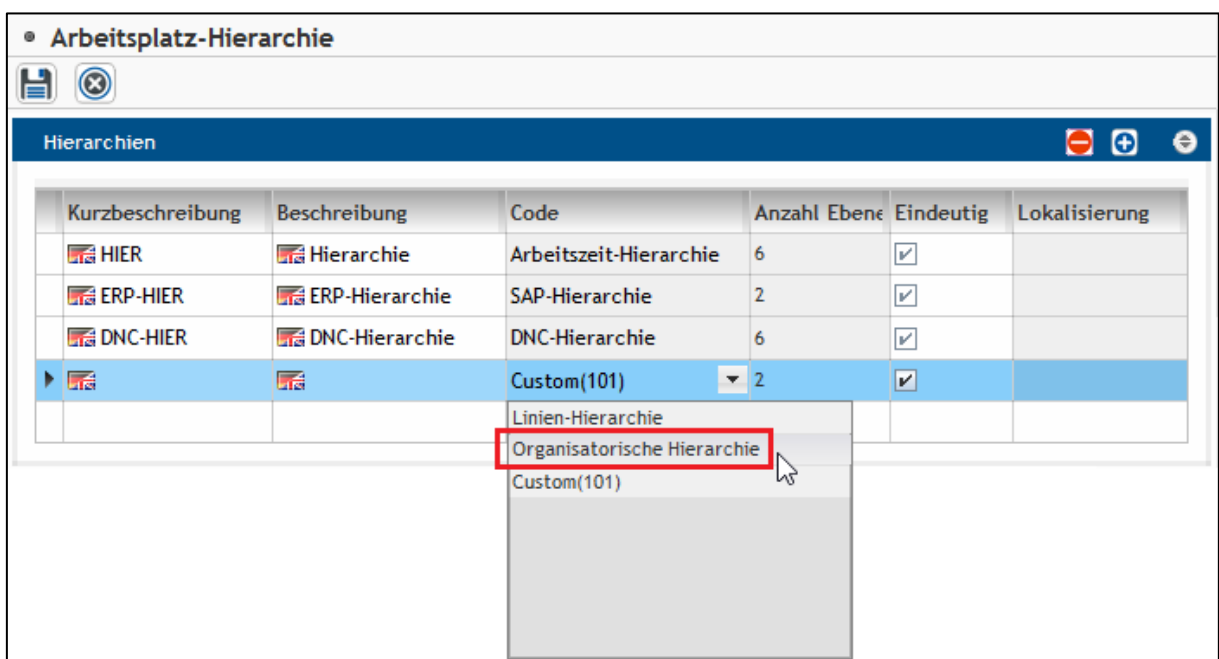 Arbeitsplatz-Hierarchie
Hierarchien
Kurzbeschreibung Beschreibung Code Anzahl Ebene Eindeutig Lokalisierung
HIER Hierarchie Arbeitszeit-Hierarchie 6
ERP-HIER ERP-Hierarchie SAP-Hierarchie 2
DNC-HIER DNC-Hierarchie DNC-Hierarchie 6
Custom(101) 2
Linien-Hierarchie
Organisatorische Hierarchie
Custom(101)